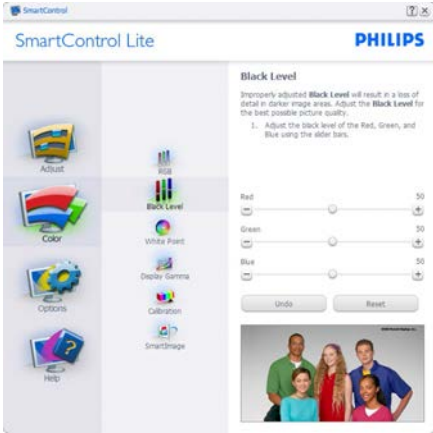 SmartControl
SmartControl Lite
PHILIPS
Adjust
Color
Options
Help
RGB
Black Level
White Point
Display Gamma
Calibration
SmartImage
Black Level
Improperly adjusted Black Level will result in a loss of
detail in darker image areas. Adjust the Black Level for
the best possible picture quality.
1. Adjust the black level of the Red, Green, and
Blue using the slider bars.
Red 50
Green 50
Blue 50
Undo Reset